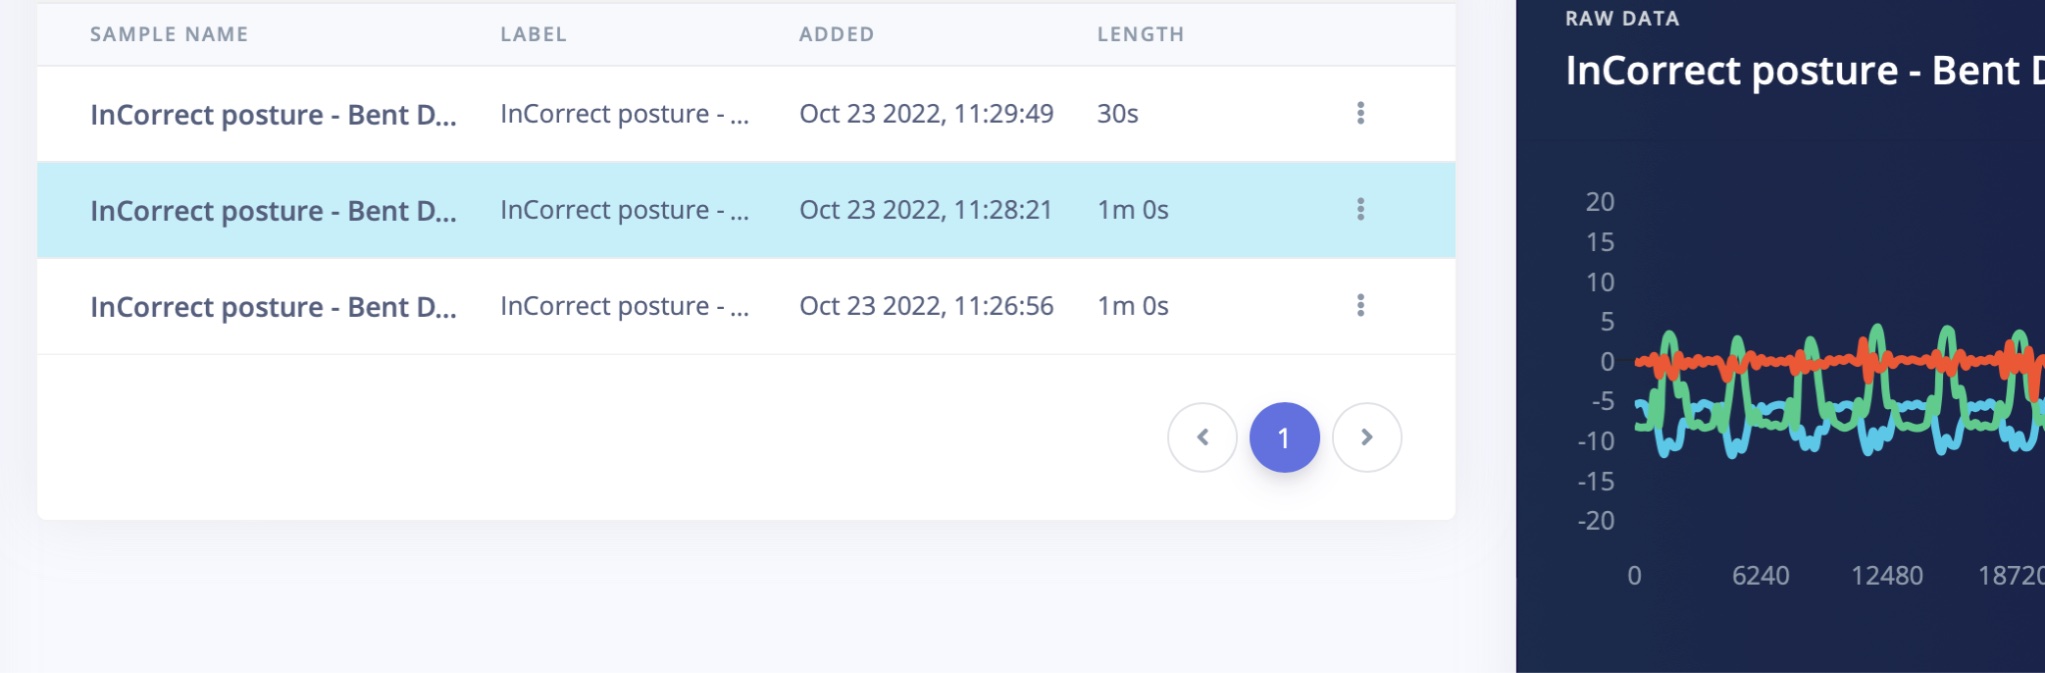 SAMPLE NAME LABEL ADDED LENGTH
InCorrect posture - Bent D... InCorrect posture - ... Oct 23 2022, 11:29:49 30s
InCorrect posture - Bent D... InCorrect posture - ... Oct 23 2022, 11:28:21 1m 0s
InCorrect posture - Bent D... InCorrect posture - ... Oct 23 2022, 11:26:56 1m 0s
1
RAW DATA
InCorrect posture - Bent D
20
15
10
5
0
-5
-10
-15
-20
0 6240 12480 18720